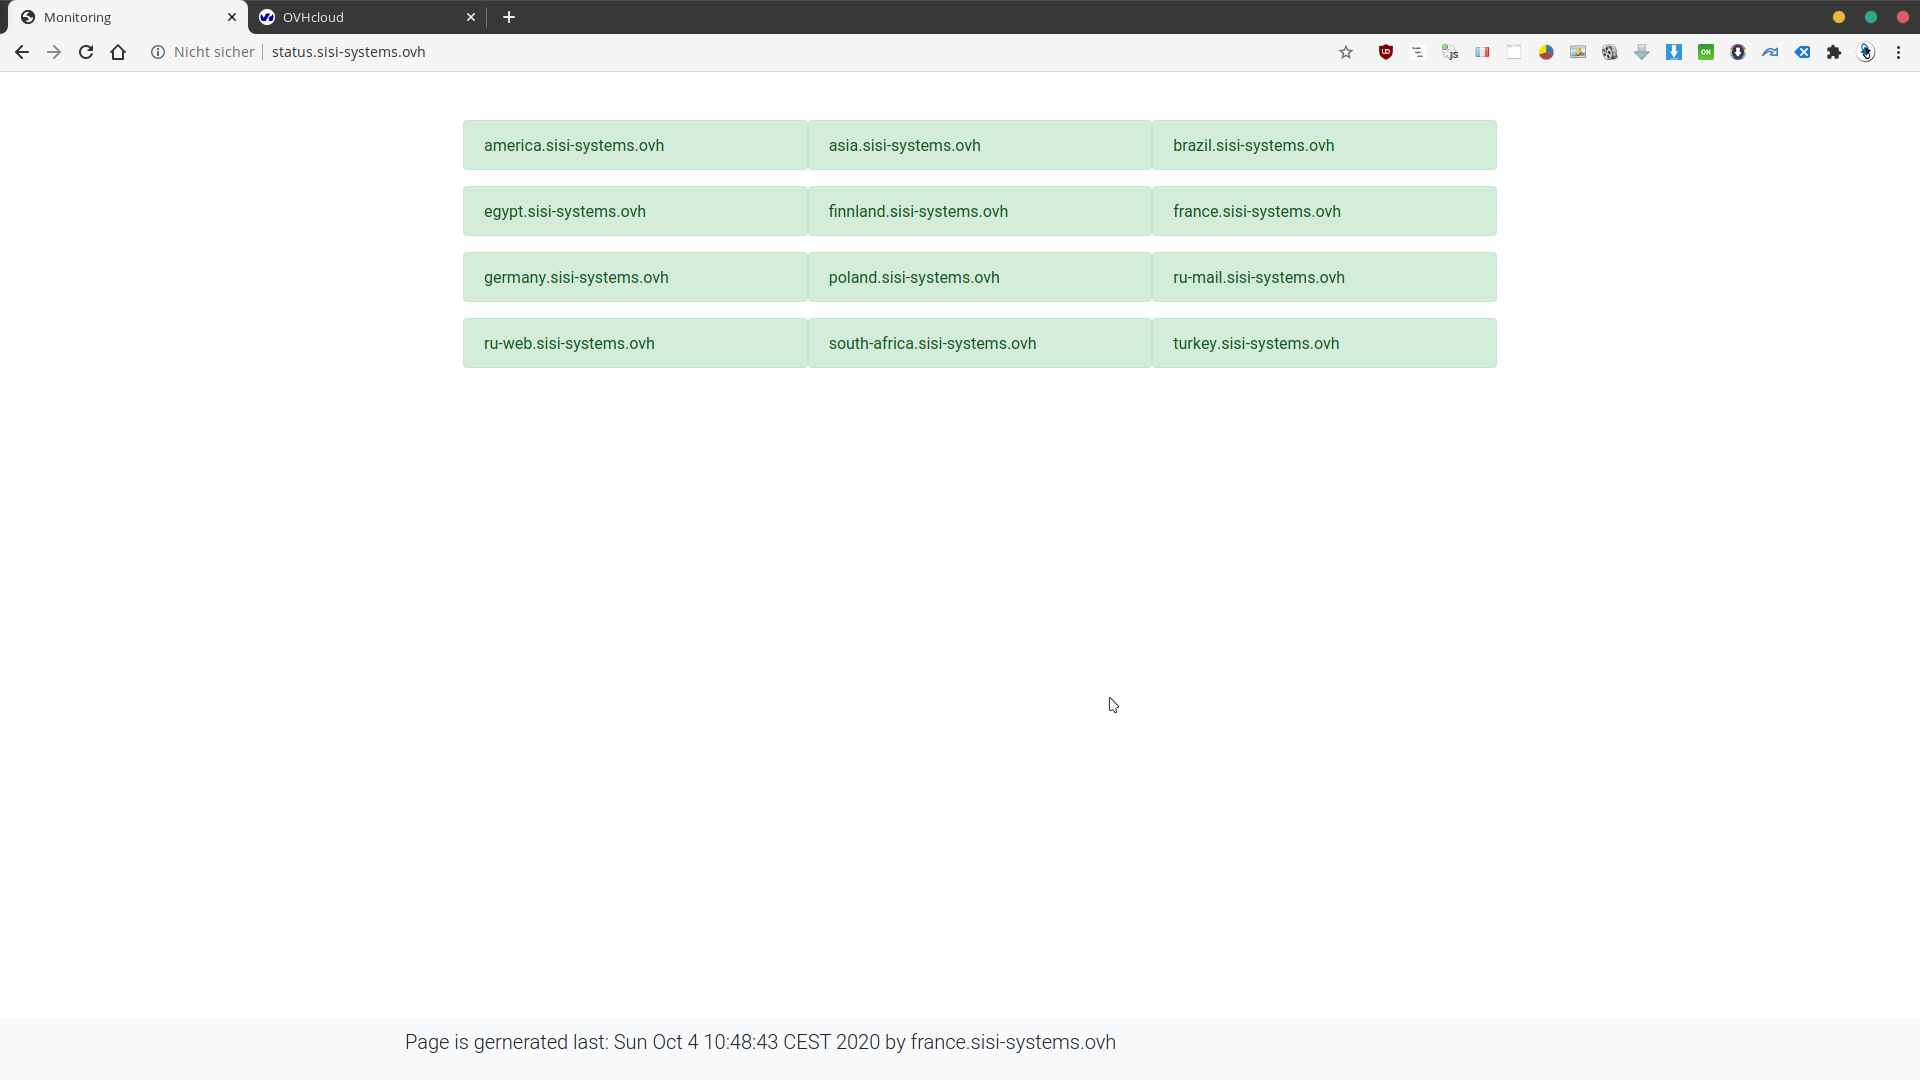 Monitoring
OVHcloud
Nicht sicher status.sisi-systems.ovh
america.sisi-systems.ovh asia.sisi-systems.ovh brazil.sisi-systems.ovh
egypt.sisi-systems.ovh finnland.sisi-systems.ovh france.sisi-systems.ovh
germany.sisi-systems.ovh poland.sisi-systems.ovh ru-mail.sisi-systems.ovh
ru-web.sisi-systems.ovh south-africa.sisi-systems.ovh turkey.sisi-systems.ovh
Page is gernerated last: Sun Oct 4 10:48:43 CEST 2020 by france.sisi-systems.ovh